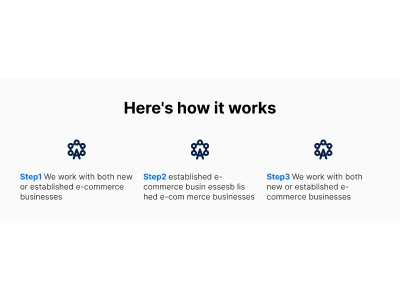 Here's how it works
Step1 We work with both new
or established e-commerce
businesses
Step2 established e-
commerce busin essesb lis
hed e-com merce businesses
Step3 We work with both
new or established e-
commerce businesses